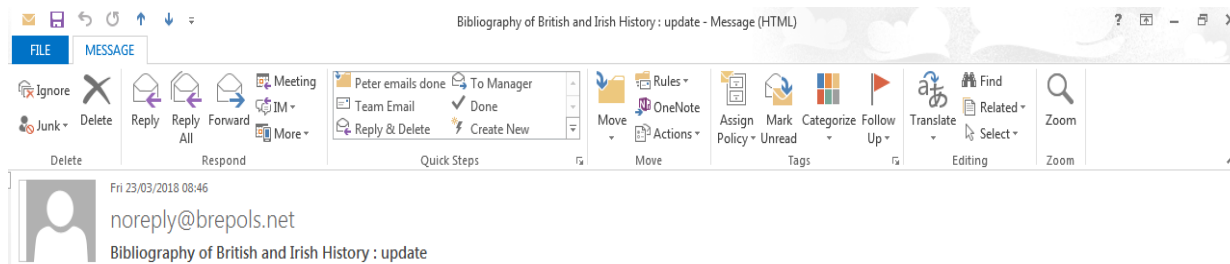 Bibliography of British and Irish History : update - Message (HTML)
?
FILE MESSAGE
Ignore
Junk
Delete
Reply
Reply All
Forward
Meeting
IM
More
Peter emails done
To Manager
Team Email
Done
Reply & Delete
Create New
Move
Rules
OneNote
Actions
Assign Policy
Mark Unread
Categorize
Follow Up
Translate
Find
Related
Select
Zoom
Delete
Respond
Quick Steps
Move
Tags
Editing
Zoom
Fri 23/03/2018 08:46
noreply@brepols.net
Bibliography of British and Irish History : update